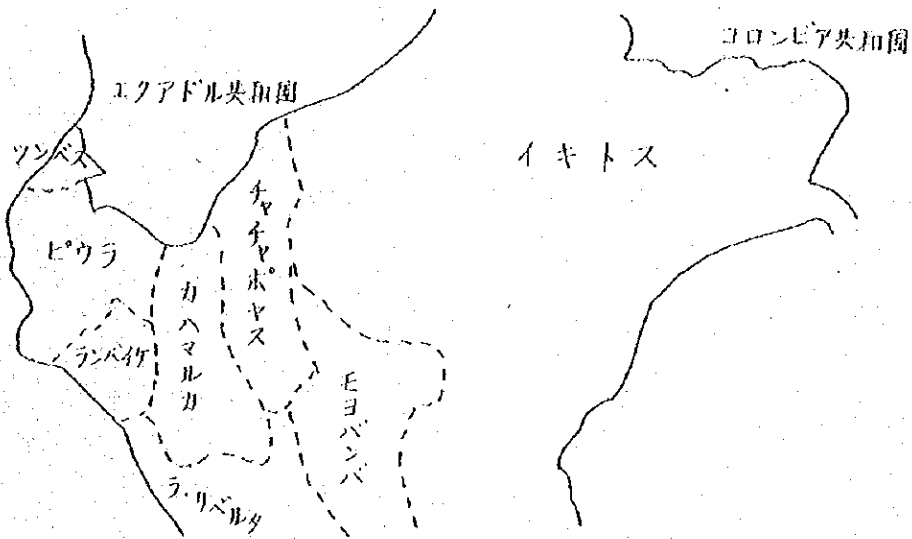 コロンビア共和国
エクアドル共和国
ツンベス
イキトス
チャチャポヤス
ピウラ
カハマルカ
ランバイケ
モヨバンバ
ラ・リベルタ